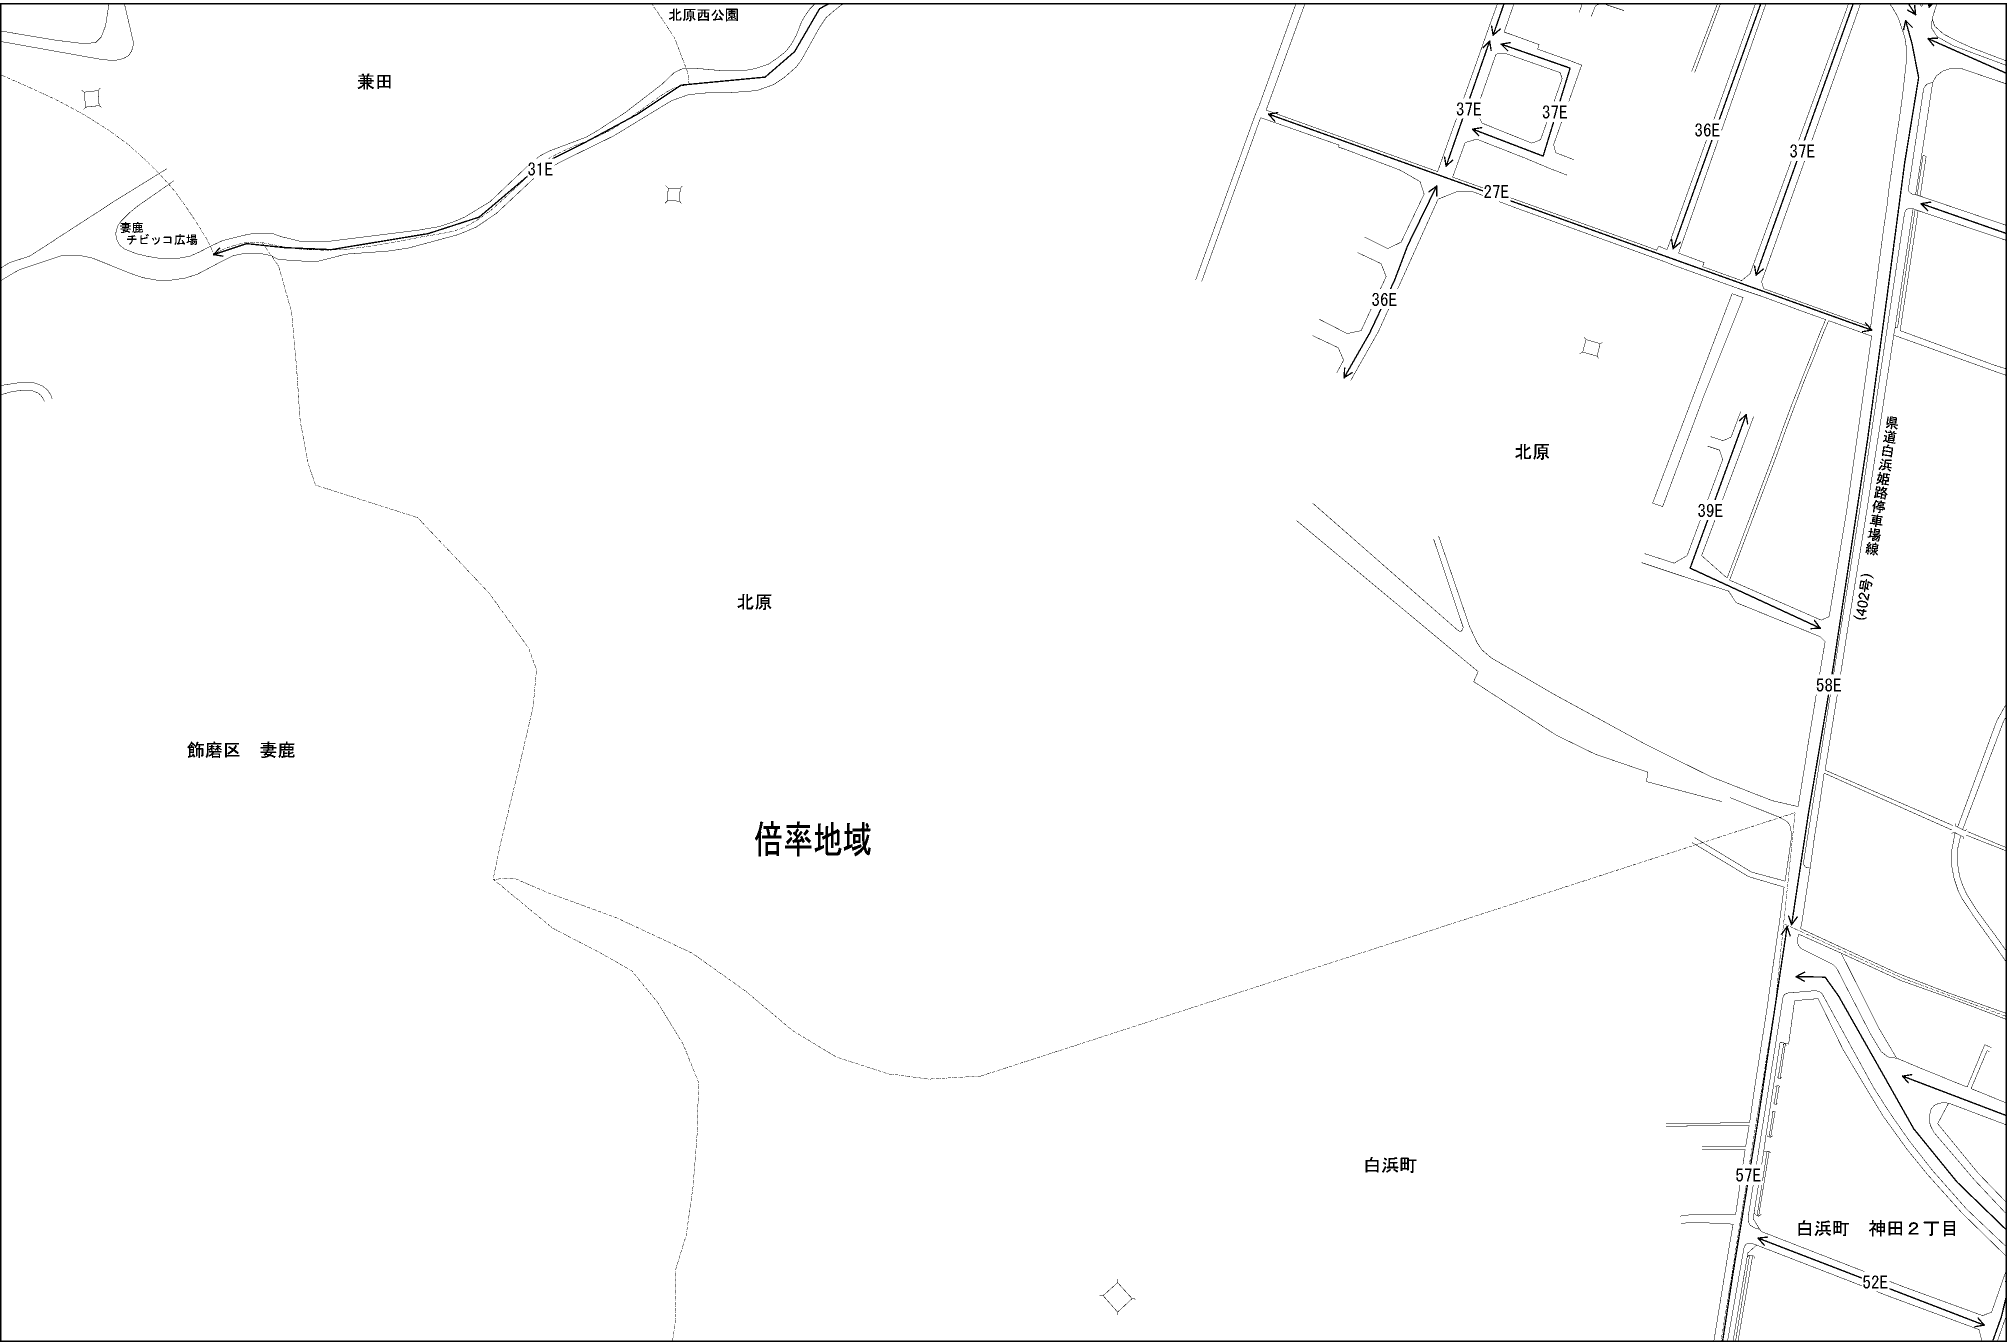 北原西公園
兼田
37E
37E
36E
37E
31E
27E
妻鹿
チビッコ広場
36E
北原
県道白浜姫路停車場線
(402号)
39E
北原
58E
飾磨区　妻鹿
倍率地域
白浜町
57E
白浜町　神田２丁目
52E